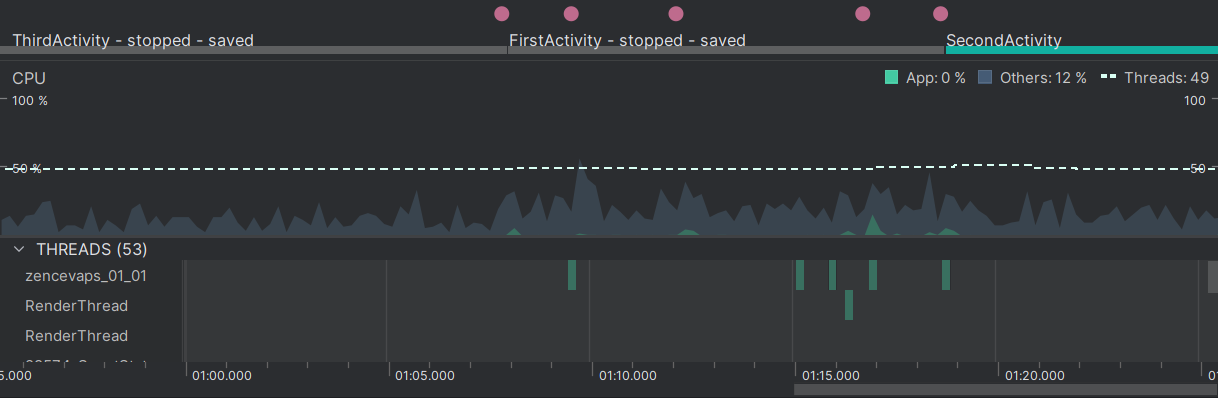 ThirdActivity - stopped - saved FirstActivity - stopped - saved SecondActivity
CPU App: 0 % Others: 12 % Threads: 49
100 % 100
50 % 50
THREADS (53)
zencevaps_01_01
RenderThread
RenderThread
5.000 01:00.000 01:05.000 01:10.000 01:15.000 01:20.000